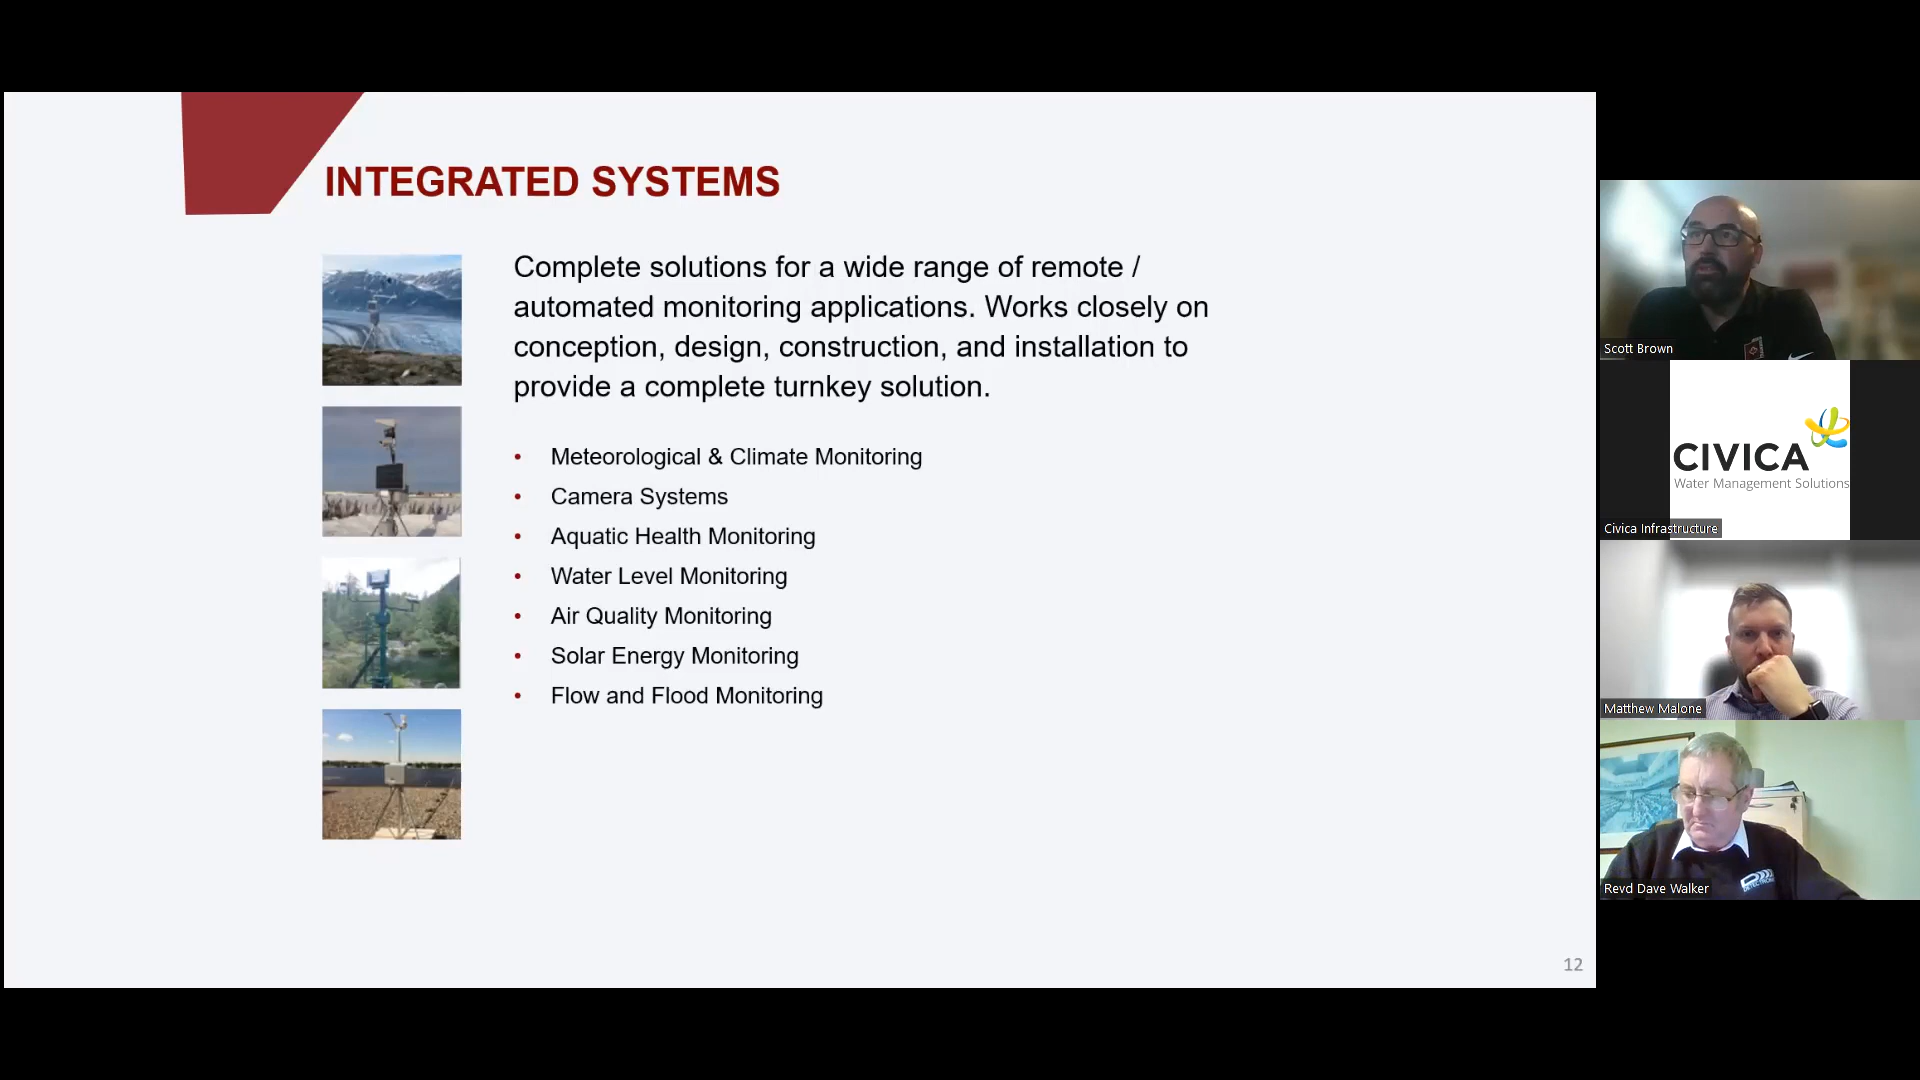 INTEGRATED SYSTEMS
Complete solutions for a wide range of remote /
automated monitoring applications. Works closely on
conception, design, construction, and installation to
provide a complete turnkey solution.
• Meteorological & Climate Monitoring
• Camera Systems
• Aquatic Health Monitoring
• Water Level Monitoring
• Air Quality Monitoring
• Solar Energy Monitoring
• Flow and Flood Monitoring
12
Scott Brown
CIVICA
Water Management Solutions
Civica Infrastructure
Matthew Malone
Revd Dave Walker